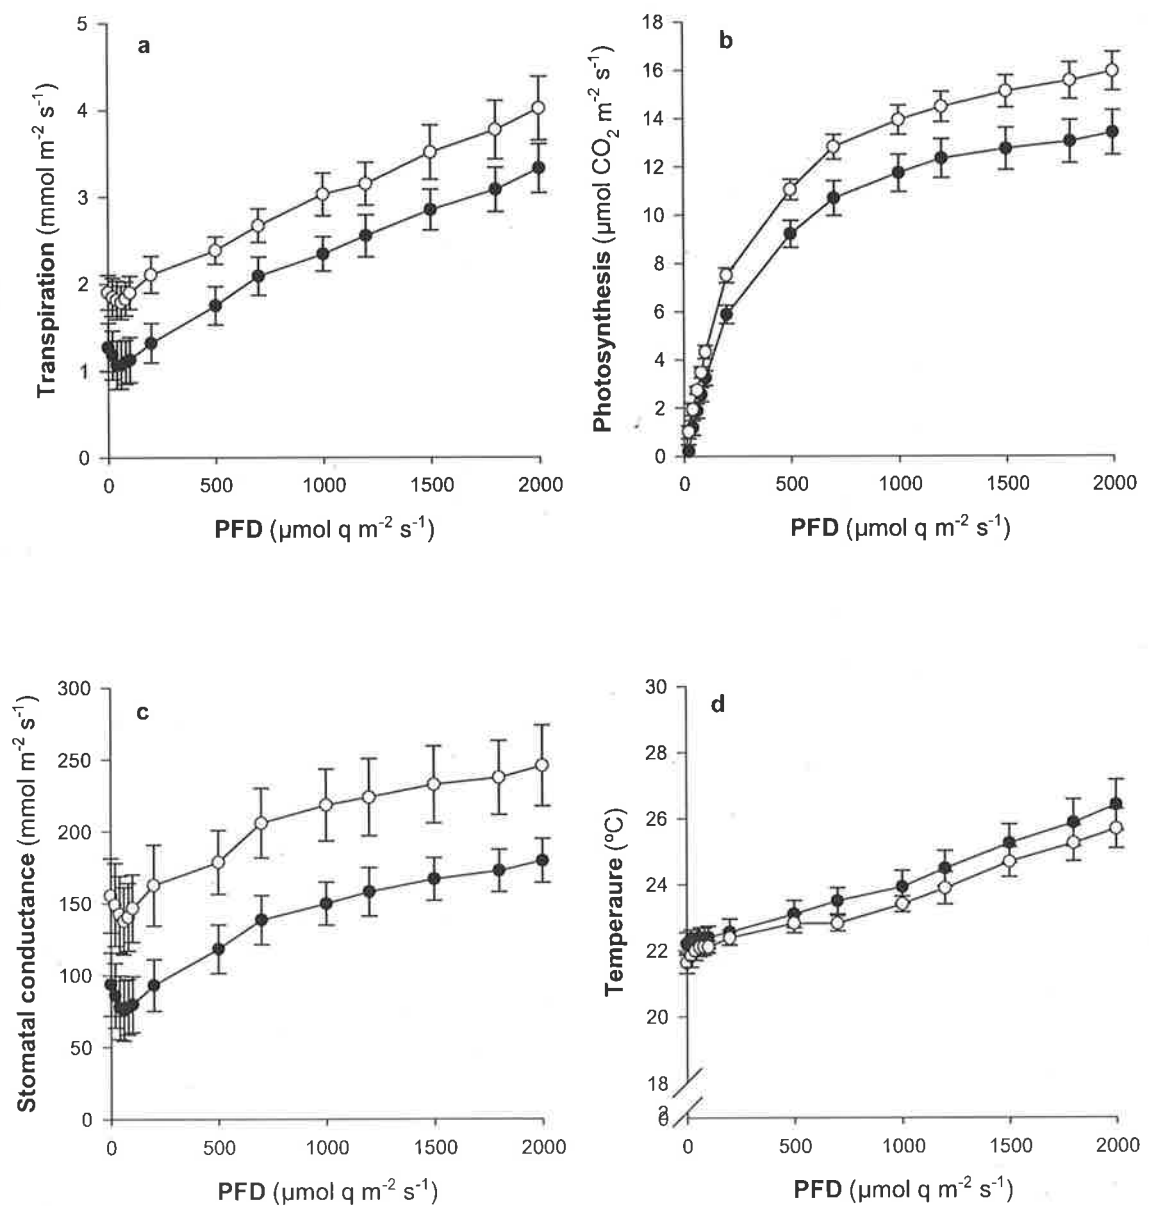 a
Transpiration (mmol m⁻² s⁻¹)
5
4
3
2
1
0
0 500 1000 1500 2000
PFD (µmol q m⁻² s⁻¹)
b
Photosynthesis (µmol CO₂ m⁻² s⁻¹)
18
16
14
12
10
8
6
4
2
0
0 500 1000 1500 2000
PFD (µmol q m⁻² s⁻¹)
c
Stomatal conductance (mmol m⁻² s⁻¹)
300
250
200
150
100
50
0
0 500 1000 1500 2000
PFD (µmol q m⁻² s⁻¹)
d
Temperaure (ºC)
30
28
26
24
22
20
18
0
0 500 1000 1500 2000
PFD (µmol q m⁻² s⁻¹)